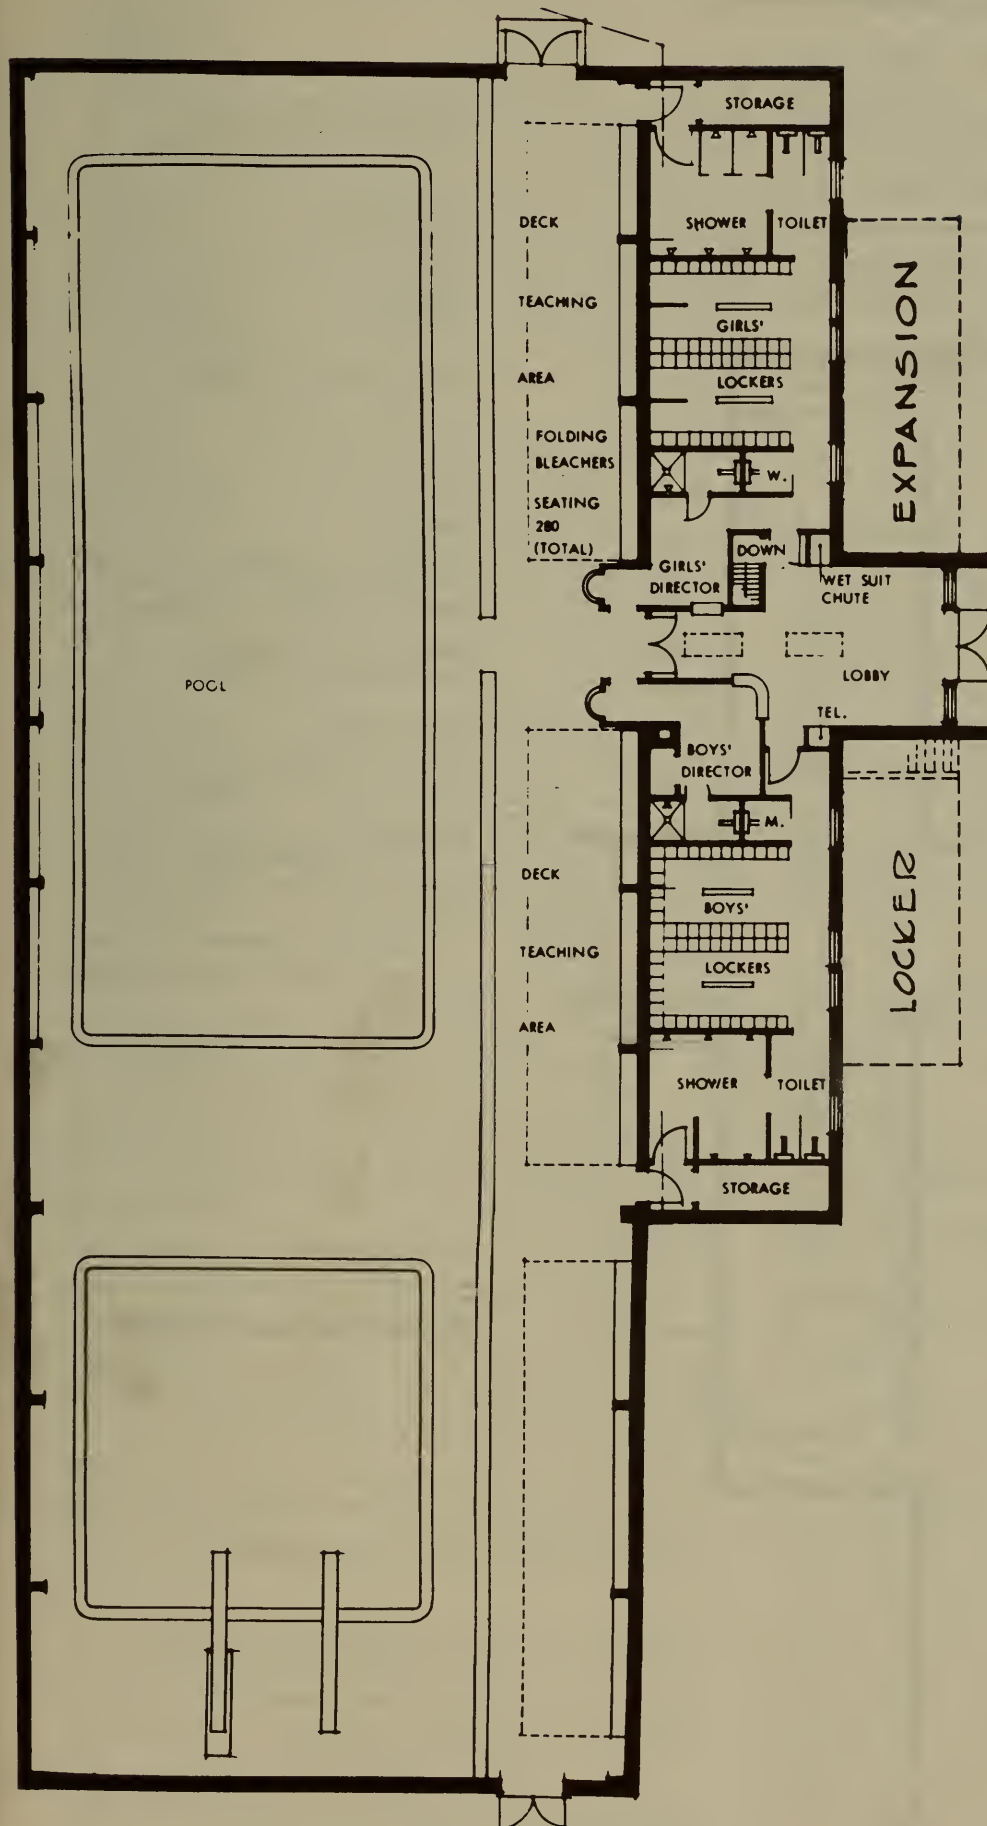 STORAGE
DECK
SHOWER
TOILET
TEACHING
GIRLS'
AREA
LOCKERS
FOLDING
BLEACHERS
W.
SEATING
280
(TOTAL)
DOWN
GIRLS'
DIRECTOR
WET SUIT
CHUTE
EXPANSION
POOL
LOBBY
TEL.
BOYS'
DIRECTOR
M.
DECK
BOYS'
TEACHING
LOCKERS
LOCKER
AREA
SHOWER
TOILET
STORAGE